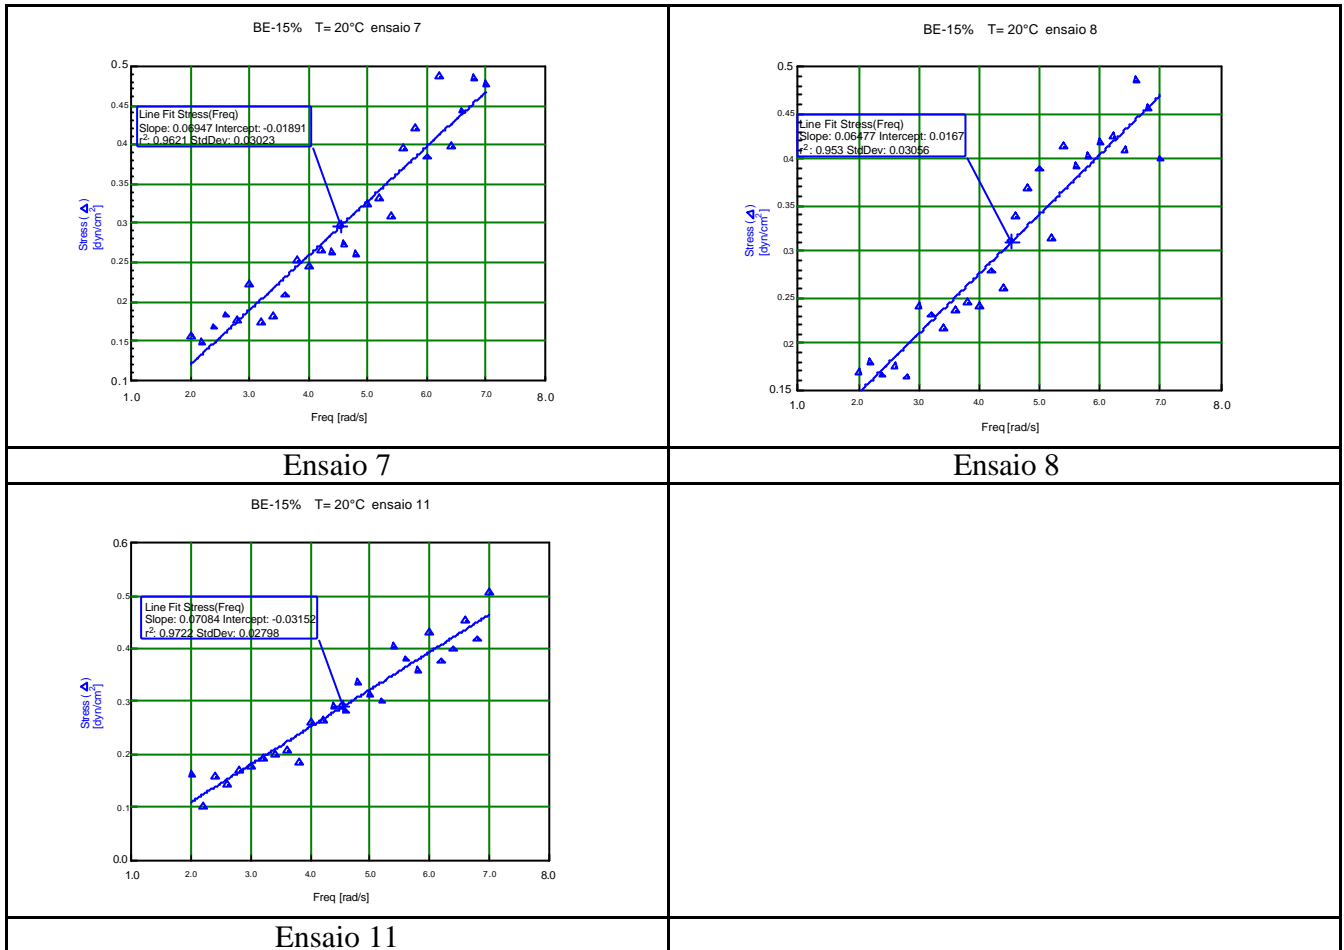 BE-15% T= 20°C ensaio 7
0.5
0.45
0.4
0.35
0.3
0.25
0.2
0.15
0.1
Line Fit Stress(Freq)
Slope: 0.06947 Intercept: -0.01891
r²: 0.9621 StdDev: 0.03023
Stress (Δ)
[dyn/cm²]
1.0 2.0 3.0 4.0 5.0 6.0 7.0 8.0
Freq [rad/s]
Ensaio 7
BE-15% T= 20°C ensaio 8
0.5
0.45
0.4
0.35
0.3
0.25
0.2
0.15
Line Fit Stress(Freq)
Slope: 0.06477 Intercept: 0.0167
r²: 0.953 StdDev: 0.03056
Stress (Δ)
[dyn/cm²]
1.0 2.0 3.0 4.0 5.0 6.0 7.0 8.0
Freq [rad/s]
Ensaio 8
BE-15% T= 20°C ensaio 11
0.6
0.5
0.4
0.3
0.2
0.1
0.0
Line Fit Stress(Freq)
Slope: 0.07084 Intercept: -0.03152
r²: 0.9722 StdDev: 0.02798
Stress (Δ)
[dyn/cm²]
1.0 2.0 3.0 4.0 5.0 6.0 7.0 8.0
Freq [rad/s]
Ensaio 11